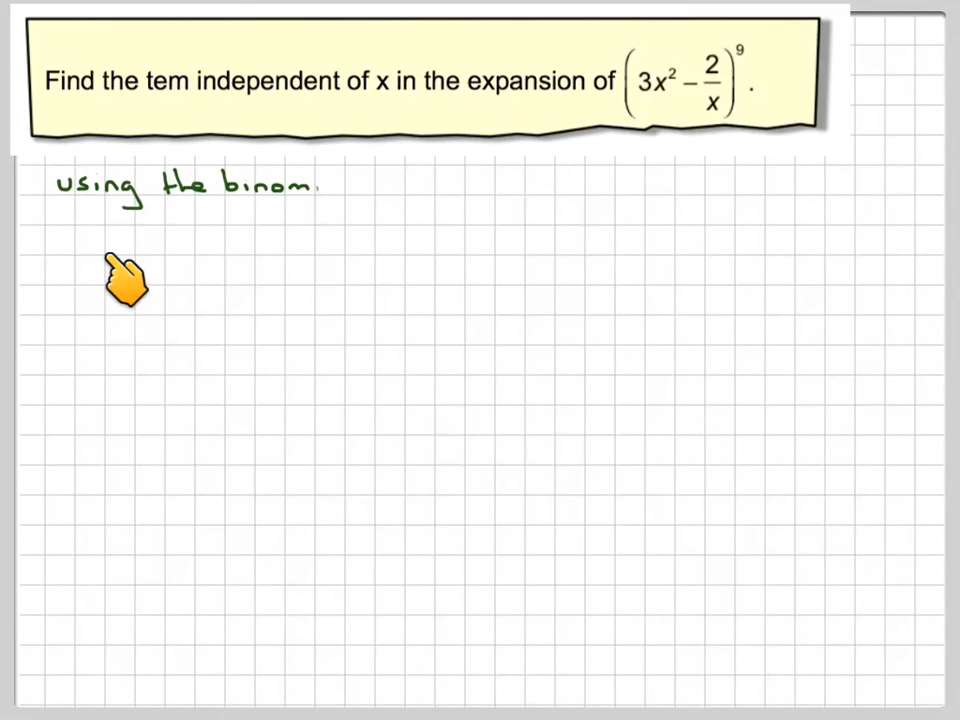 Find the tem independent of x in the expansion of (3x² − 2/x)⁹.
using the binom